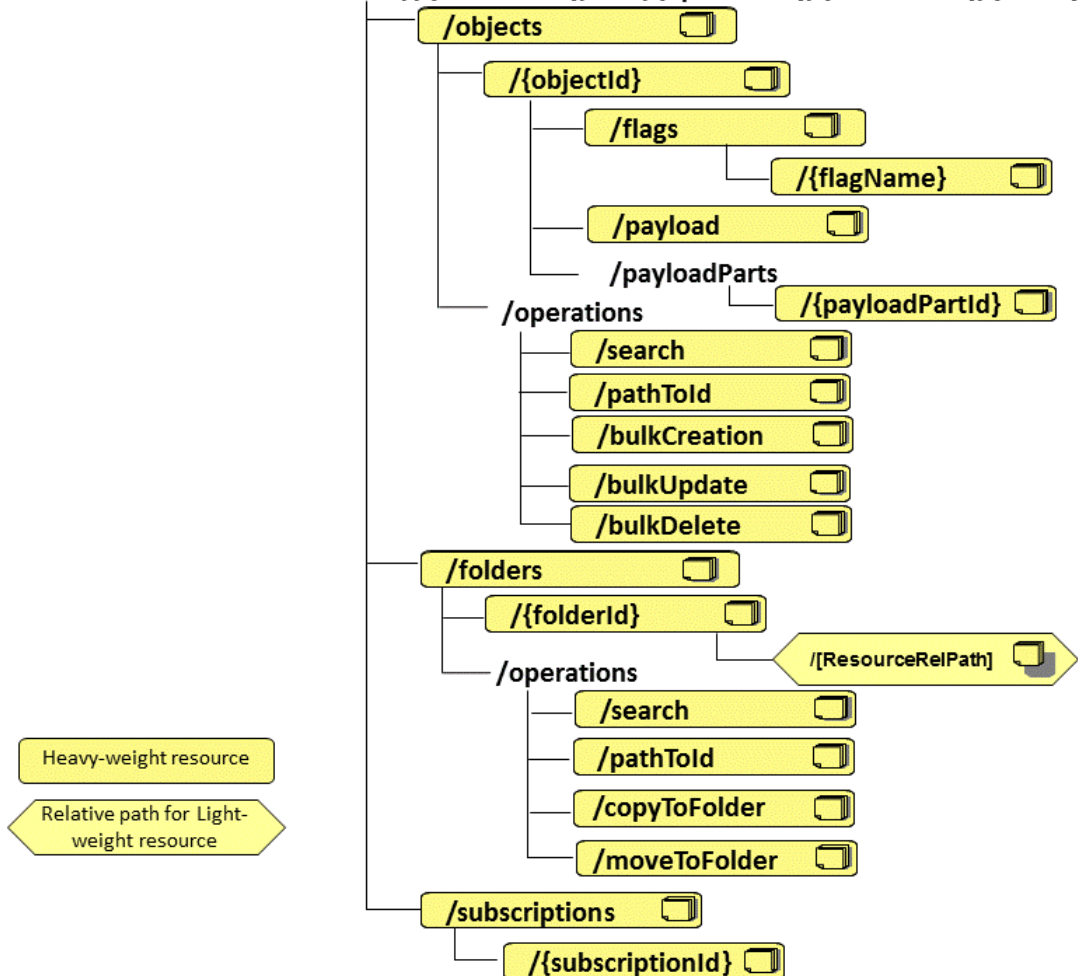 /objects
/{objectId}
/flags
/{flagName}
/payload
/payloadParts
/{payloadPartId}
/operations
/search
/pathToId
/bulkCreation
/bulkUpdate
/bulkDelete
/folders
/{folderId}
/[ResourceRelPath]
/operations
/search
/pathToId
/copyToFolder
/moveToFolder
/subscriptions
/{subscriptionId}
Heavy-weight resource
Relative path for Light-
weight resource